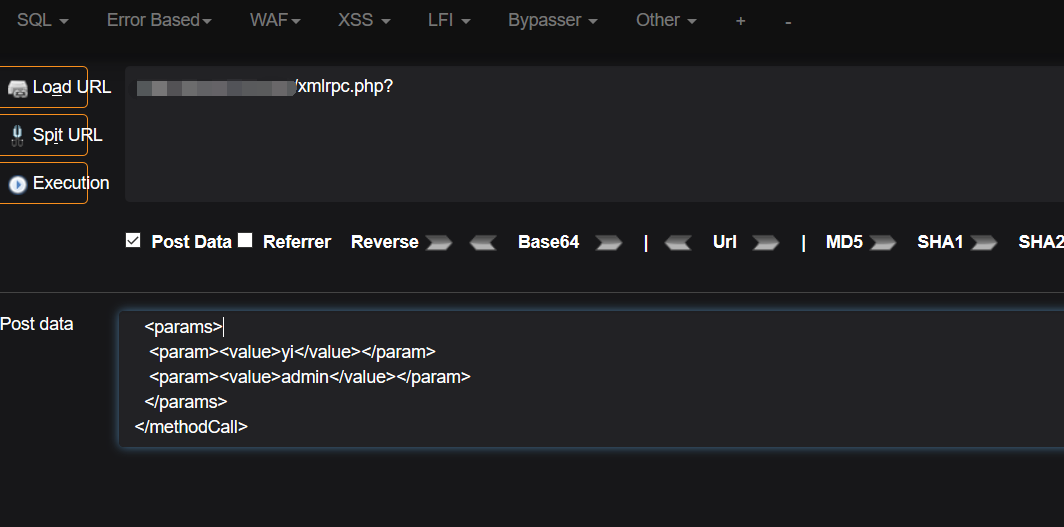 SQL Error Based WAF XSS LFI Bypasser Other + -
Load URL
/xmlrpc.php?
Spit URL
Execution
Post Data Referrer Reverse Base64 | Url | MD5 SHA1 SHA2
Post data
<params>
<param><value>yi</value></param>
<param><value>admin</value></param>
</params>
</methodCall>